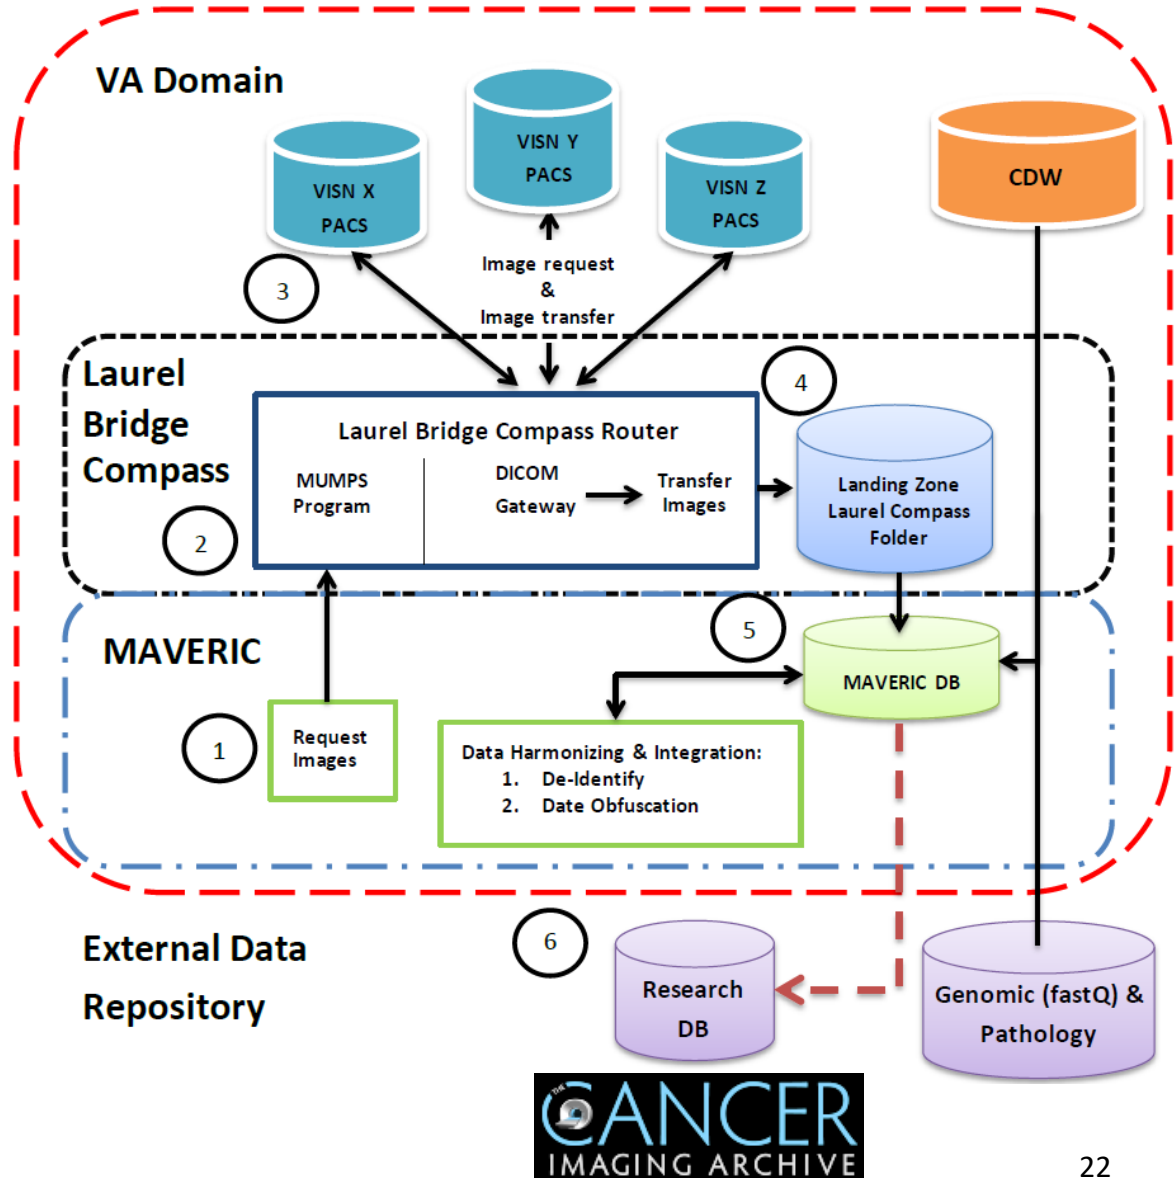 VA Domain
VISN X
PACS
VISN Y
PACS
VISN Z
PACS
CDW
3
Image request
&
Image transfer
Laurel
Bridge
Compass
4
Laurel Bridge Compass Router
MUMPS
Program
DICOM
Gateway
Transfer
Images
Landing Zone
Laurel Compass
Folder
2
MAVERIC
5
MAVERIC DB
1
Request
Images
Data Harmonizing & Integration:
1. De-Identify
2. Date Obfuscation
External Data
Repository
6
Research
DB
Genomic (fastQ) &
Pathology
THE
CANCER
IMAGING ARCHIVE
22